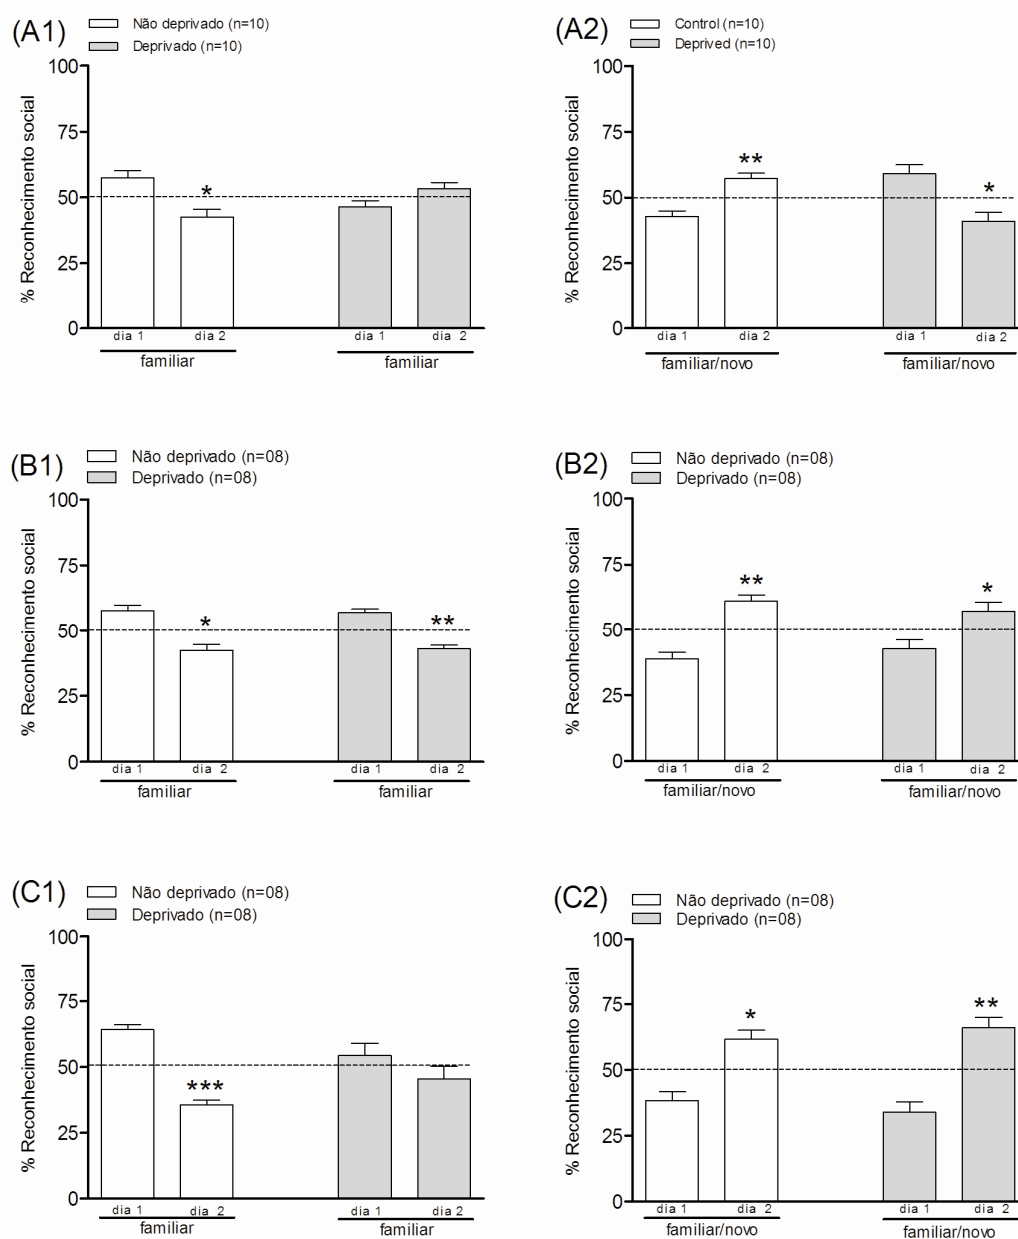 (A1)
Não deprivado (n=10)
Deprivado (n=10)
% Reconhecimento social
100
75
50
25
0
*
dia 1
dia 2
dia 1
dia 2
familiar
familiar
(A2)
Control (n=10)
Deprived (n=10)
% Reconhecimento social
100
75
50
25
0
**
*
dia 1
dia 2
dia 1
dia 2
familiar/novo
familiar/novo
(B1)
Não deprivado (n=08)
Deprivado (n=08)
% Reconhecimento social
100
75
50
25
0
*
**
dia 1
dia 2
dia 1
dia 2
familiar
familiar
(B2)
Não deprivado (n=08)
Deprivado (n=08)
% Reconhecimento social
100
75
50
25
0
**
*
dia 1
dia 2
dia 1
dia 2
familiar/novo
familiar/novo
(C1)
Não deprivado (n=08)
Deprivado (n=08)
% Reconhecimento social
100
75
50
25
0
***
dia 1
dia 2
dia 1
dia 2
familiar
familiar
(C2)
Não deprivado (n=08)
Deprivado (n=08)
% Reconhecimento social
100
75
50
25
0
*
**
dia 1
dia 2
dia 1
dia 2
familiar/novo
familiar/novo